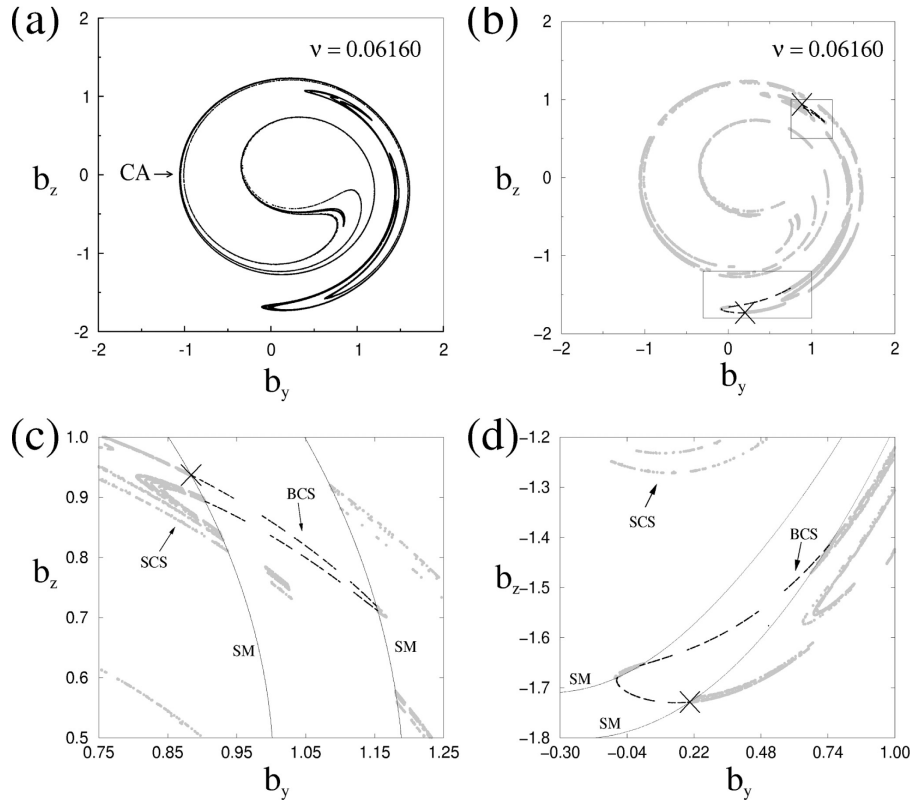 (a)
2
1
0
-1
-2
-2
-1
0
1
2
b_z
b_y
CA→
ν = 0.06160
(b)
2
1
0
-1
-2
-2
-1
0
1
2
b_z
b_y
ν = 0.06160
(c)
1.0
0.9
0.8
0.7
0.6
0.5
0.75
0.85
0.95
1.05
1.15
1.25
b_z
b_y
BCS
SCS
SM
SM
(d)
-1.2
-1.3
-1.4
-1.5
-1.6
-1.7
-1.8
-0.30
-0.04
0.22
0.48
0.74
1.00
b_z
b_y
SCS
BCS
SM
SM